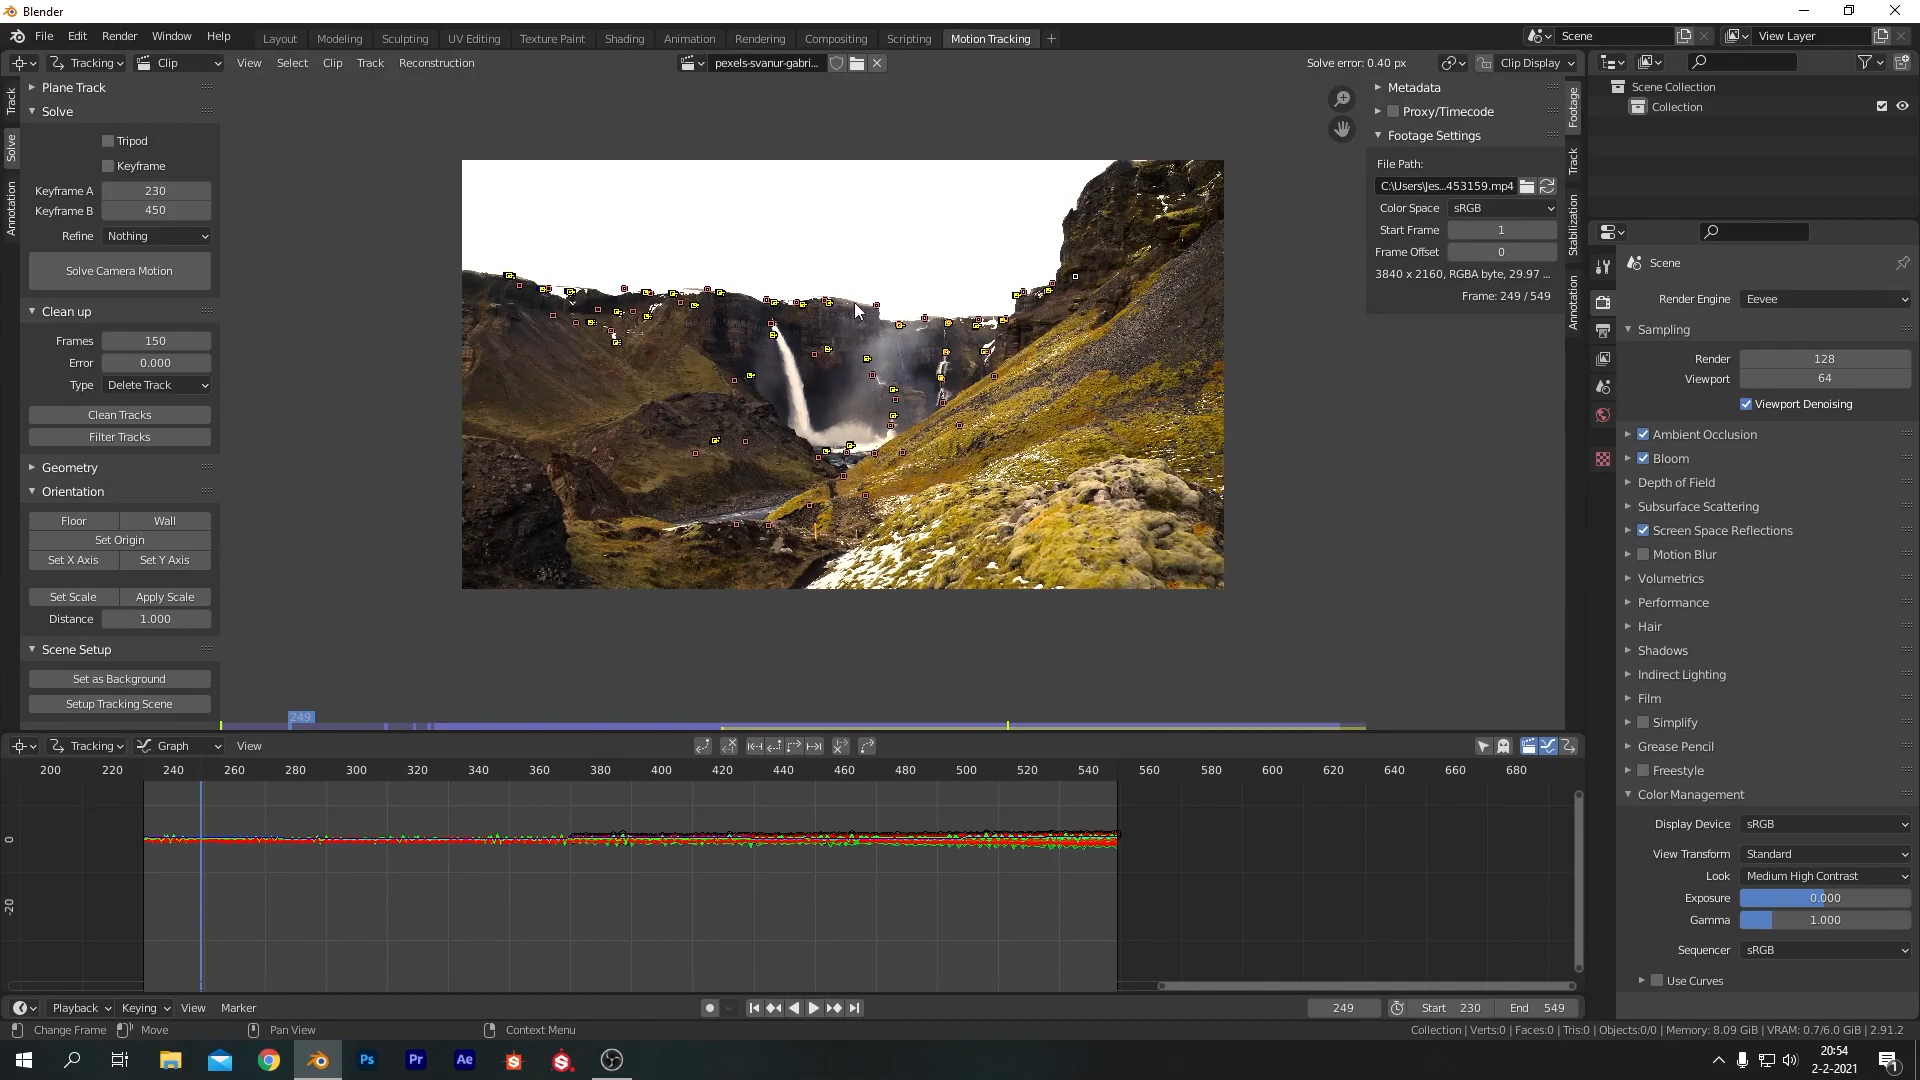 Blender
File Edit Render Window Help
Layout Modeling Sculpting UV Editing Texture Paint Shading Animation Rendering Compositing Scripting Motion Tracking
Scene
View Layer
Tracking Clip View Select Clip Track Reconstruction
pexels-svanur-gabri...
Solve error: 0.40 px
Clip Display
Track
Solve
Annotation
Plane Track
Solve
Tripod
Keyframe
Keyframe A 230
Keyframe B 450
Refine Nothing
Solve Camera Motion
Clean up
Frames 150
Error 0.000
Type Delete Track
Clean Tracks
Filter Tracks
Geometry
Orientation
Floor Wall
Set Origin
Set X Axis Set Y Axis
Set Scale Apply Scale
Distance 1.000
Scene Setup
Set as Background
Setup Tracking Scene
249
Metadata
Proxy/Timecode
Footage Settings
File Path:
C:\Users\Jes...453159.mp4
Color Space sRGB
Start Frame 1
Frame Offset 0
3840 x 2160, RGBA byte, 29.97 ...
Frame: 249 / 549
Footage
Track
Stabilization
Annotation
Scene Collection
Collection
Scene
Render Engine Eevee
Sampling
Render 128
Viewport 64
Viewport Denoising
Ambient Occlusion
Bloom
Depth of Field
Subsurface Scattering
Screen Space Reflections
Motion Blur
Volumetrics
Performance
Hair
Shadows
Indirect Lighting
Film
Simplify
Grease Pencil
Freestyle
Color Management
Display Device sRGB
View Transform Standard
Look Medium High Contrast
Exposure 0.000
Gamma 1.000
Sequencer sRGB
Use Curves
Tracking Graph View
200 220 240 260 280 300 320 340 360 380 400 420 440 460 480 500 520 540 560 580 600 620 640 660 680
0
-20
Playback Keying View Marker
249 Start 230 End 549
Change Frame Move Pan View Context Menu
Collection | Verts:0 | Faces:0 | Tris:0 | Objects:0/0 | Memory: 8.09 GiB | VRAM: 0.7/6.0 GiB | 2.91.2
Ps Pr Ae
20:54
2-2-2021
1